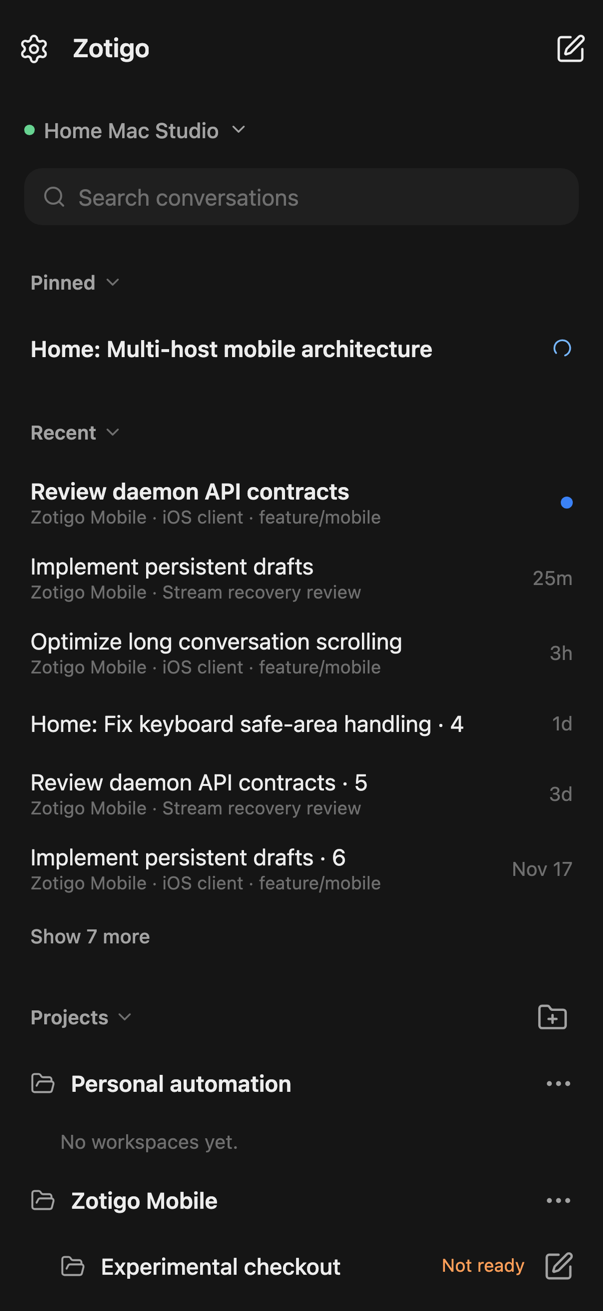 Zotigo
Home Mac Studio
Search conversations
Pinned
Home: Multi-host mobile architecture
Recent
Review daemon API contracts
Zotigo Mobile · iOS client · feature/mobile
Implement persistent drafts
25m
Zotigo Mobile · Stream recovery review
Optimize long conversation scrolling
3h
Zotigo Mobile · iOS client · feature/mobile
Home: Fix keyboard safe-area handling · 4
1d
Review daemon API contracts · 5
3d
Zotigo Mobile · Stream recovery review
Implement persistent drafts · 6
Nov 17
Zotigo Mobile · iOS client · feature/mobile
Show 7 more
Projects
Personal automation
No workspaces yet.
Zotigo Mobile
Experimental checkout
Not ready